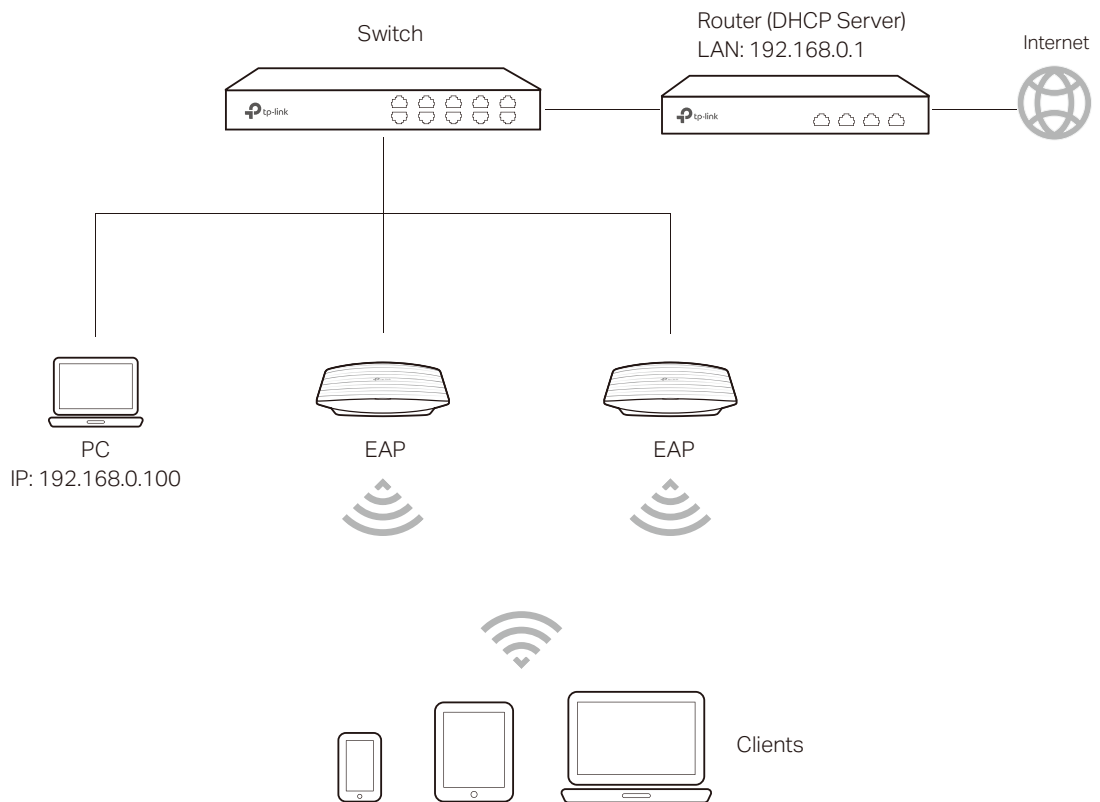 Switch
Router (DHCP Server)
LAN: 192.168.0.1
Internet
tp-link
tp-link
PC
IP: 192.168.0.100
EAP
EAP
Clients